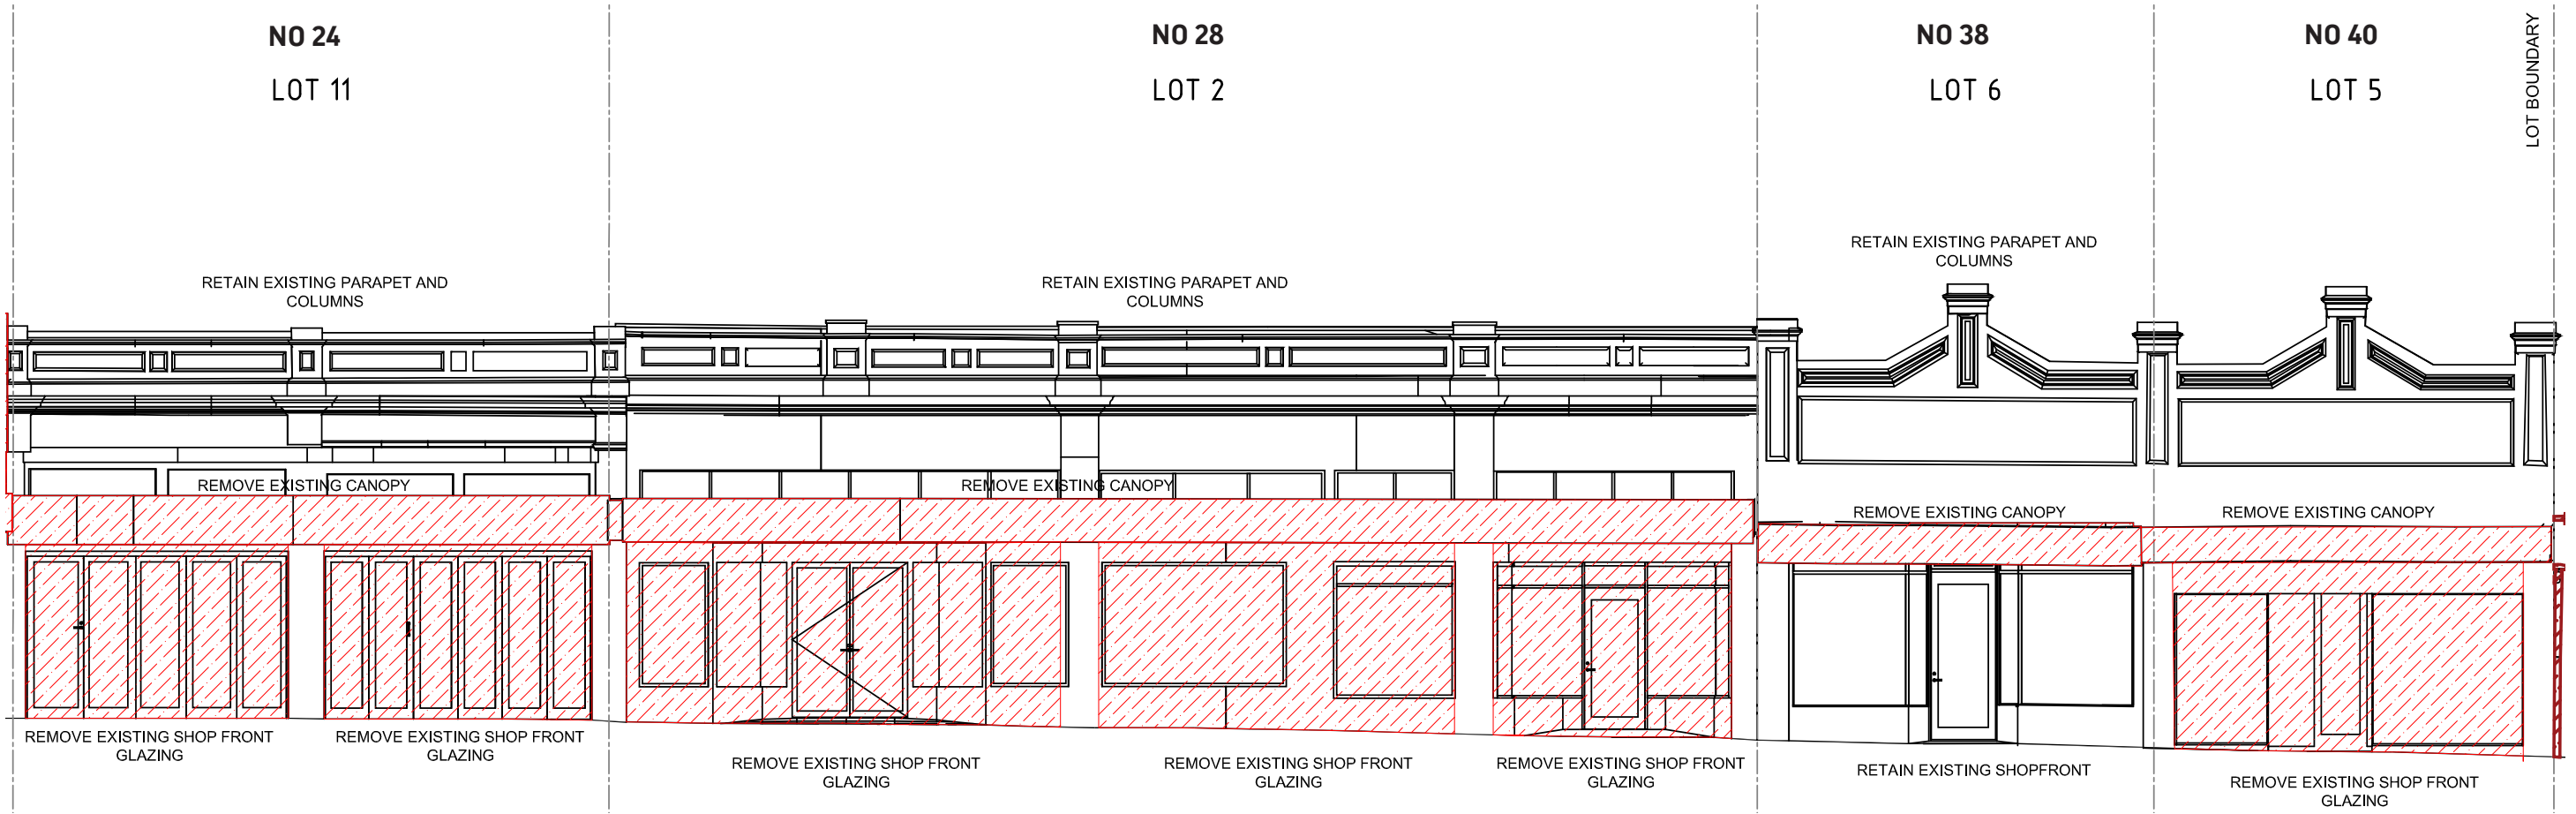 NO 24
NO 28
NO 38
NO 40
LOT 11
LOT 2
LOT 6
LOT 5
LOT BOUNDARY
RETAIN EXISTING PARAPET AND
COLUMNS
RETAIN EXISTING PARAPET AND
COLUMNS
RETAIN EXISTING PARAPET AND
COLUMNS
REMOVE EXISTING CANOPY
REMOVE EXISTING CANOPY
REMOVE EXISTING CANOPY
REMOVE EXISTING CANOPY
REMOVE EXISTING SHOP FRONT
GLAZING
REMOVE EXISTING SHOP FRONT
GLAZING
REMOVE EXISTING SHOP FRONT
GLAZING
REMOVE EXISTING SHOP FRONT
GLAZING
REMOVE EXISTING SHOP FRONT
GLAZING
RETAIN EXISTING SHOPFRONT
REMOVE EXISTING SHOP FRONT
GLAZING